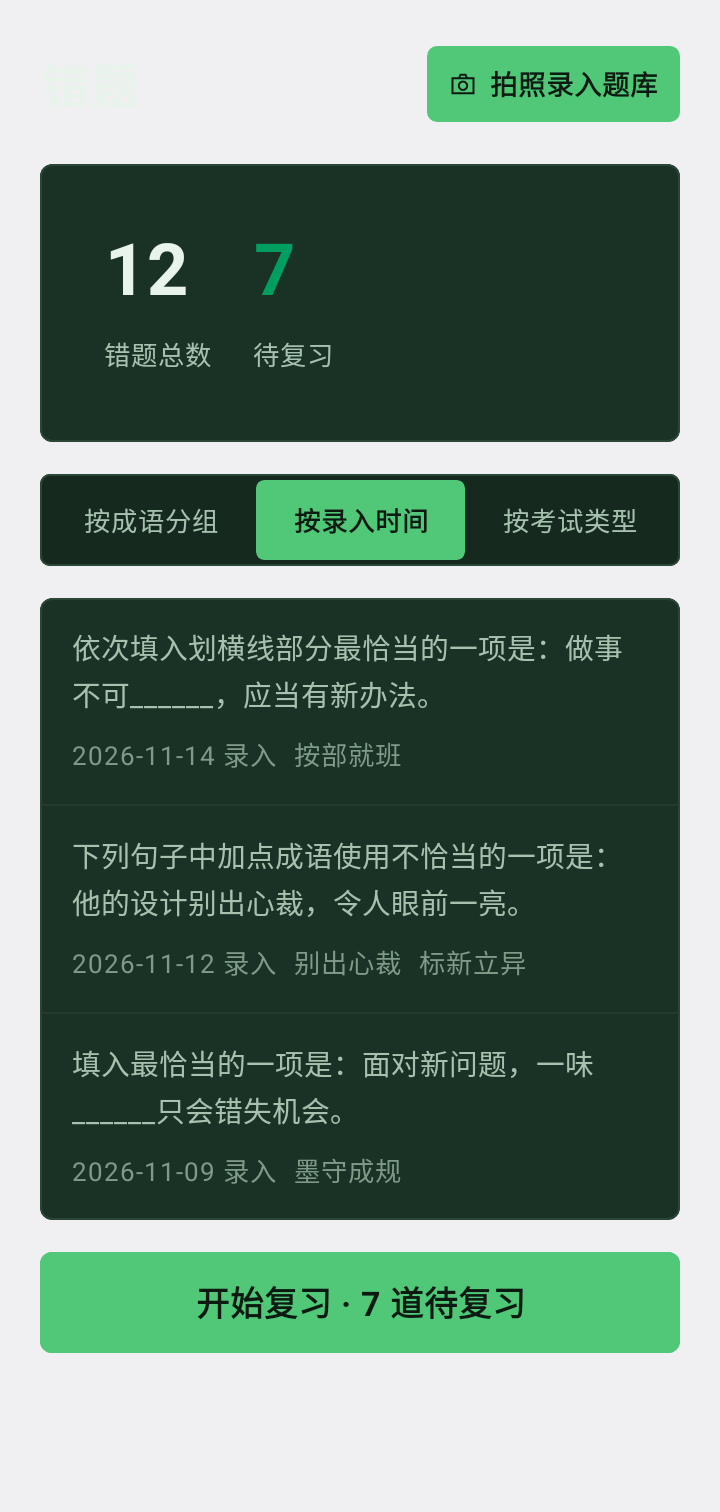 错题
拍照录入题库
12
7
错题总数
待复习
按成语分组
按录入时间
按考试类型
依次填入划横线部分最恰当的一项是：做事
不可______，应当有新办法。
2026-11-14 录入 按部就班
下列句子中加点成语使用不恰当的一项是：
他的设计别出心裁，令人眼前一亮。
2026-11-12 录入 别出心裁 标新立异
填入最恰当的一项是：面对新问题，一味
______只会错失机会。
2026-11-09 录入 墨守成规
开始复习 · 7 道待复习